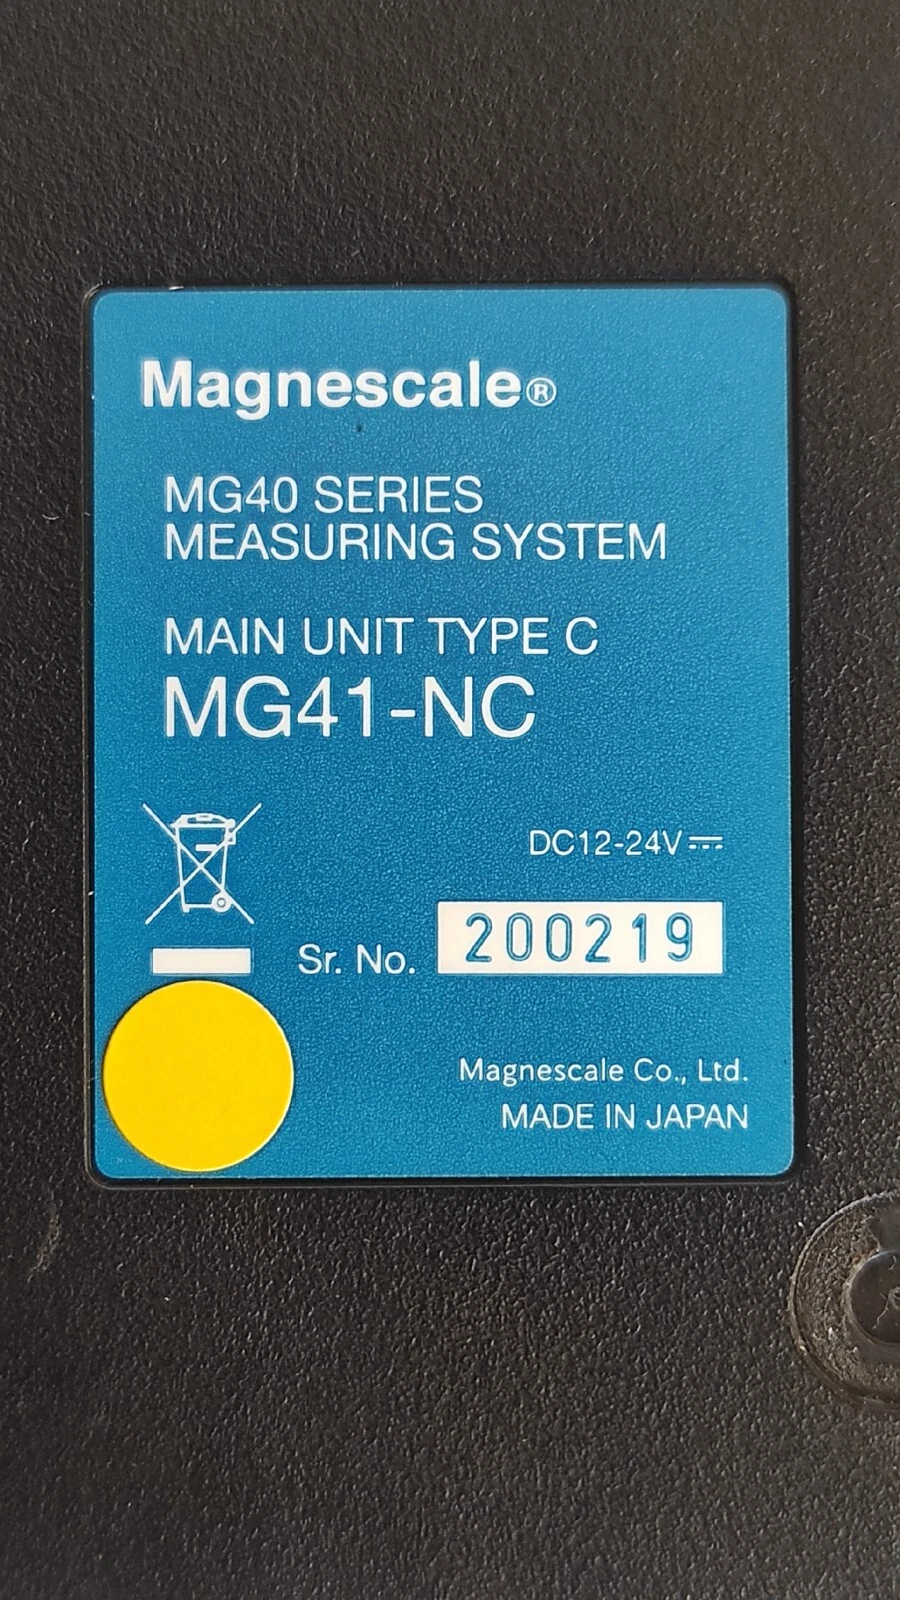 Magnescale®
MG40 SERIES
MEASURING SYSTEM
MAIN UNIT TYPE C
MG41-NC
DC12-24V⎓
Sr. No. 200219
Magnescale Co., Ltd.
MADE IN JAPAN